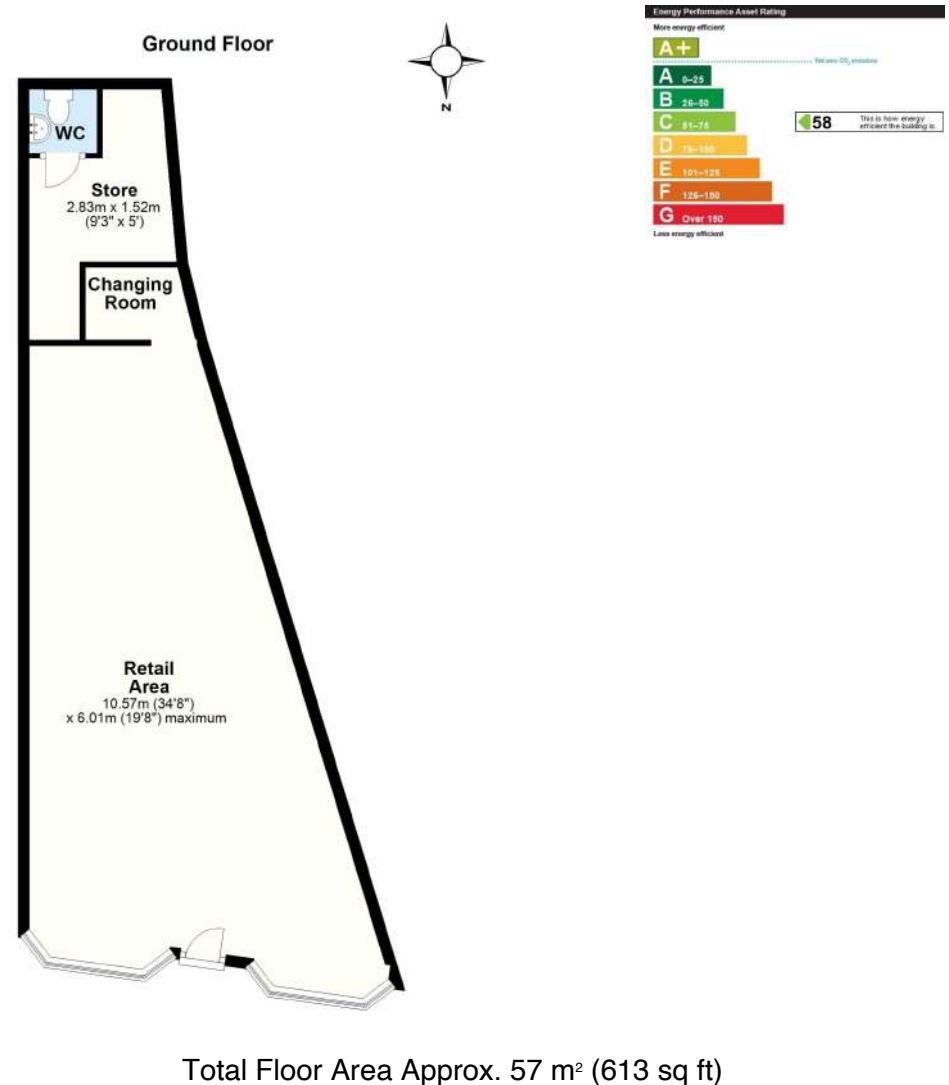 Ground Floor
N
WC
Store
2.83m x 1.52m
(9'3" x 5')
Changing
Room
Retail
Area
10.57m (34'8")
x 6.01m (19'8") maximum
Energy Performance Asset Rating
More energy efficient
A+
Net zero CO₂ emissions
A 0–25
B 26–50
C 51–75
D 76–100
E 101–125
F 126–150
G Over 150
Less energy efficient
58
This is how energy
efficient the building is.
Total Floor Area Approx. 57 m² (613 sq ft)